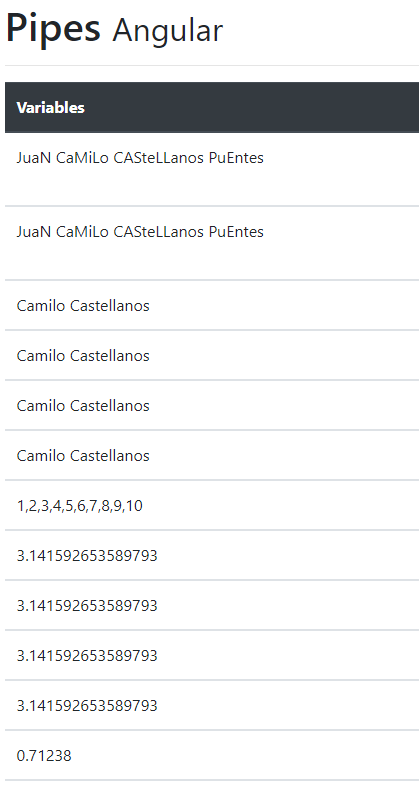 Pipes Angular
Variables
JuaN CaMiLo CASteLLanos PuEntes
JuaN CaMiLo CASteLLanos PuEntes
Camilo Castellanos
Camilo Castellanos
Camilo Castellanos
Camilo Castellanos
1,2,3,4,5,6,7,8,9,10
3.141592653589793
3.141592653589793
3.141592653589793
3.141592653589793
0.71238